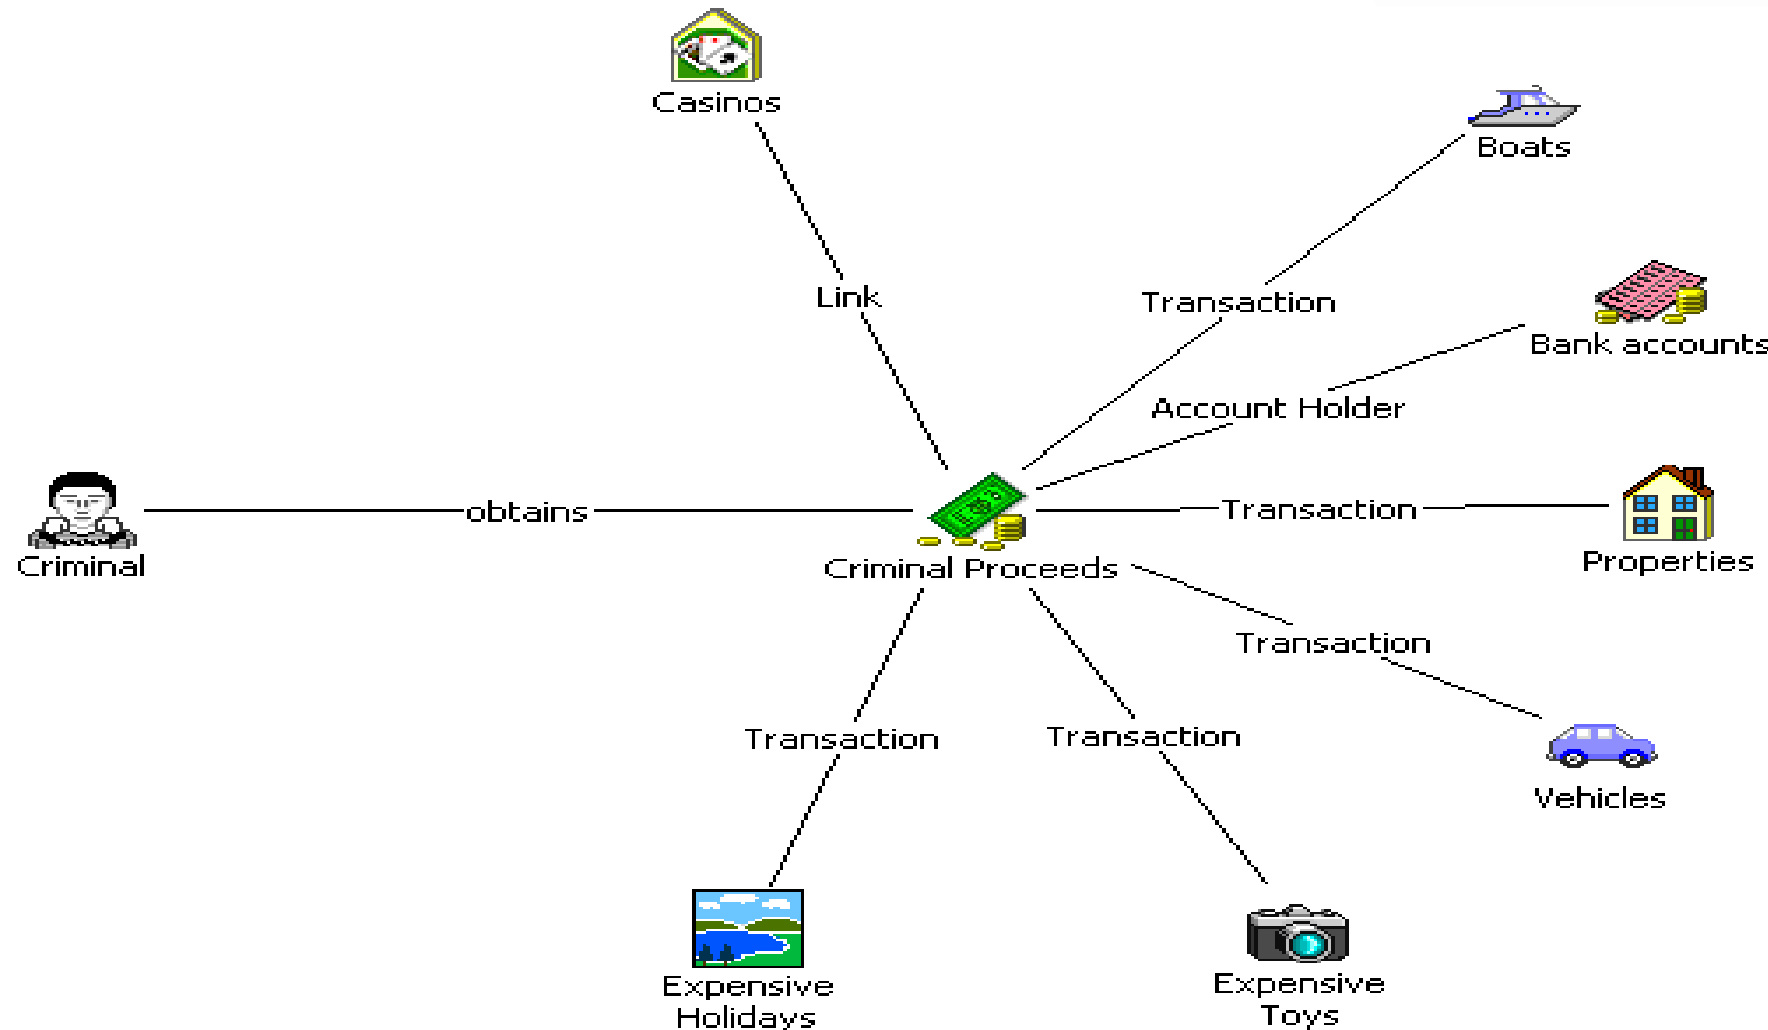 Casinos
Boats
Link
Transaction
Bank accounts
Account Holder
Criminal
obtains
Criminal Proceeds
Transaction
Properties
Transaction
Vehicles
Transaction
Transaction
Expensive
Holidays
Expensive
Toys